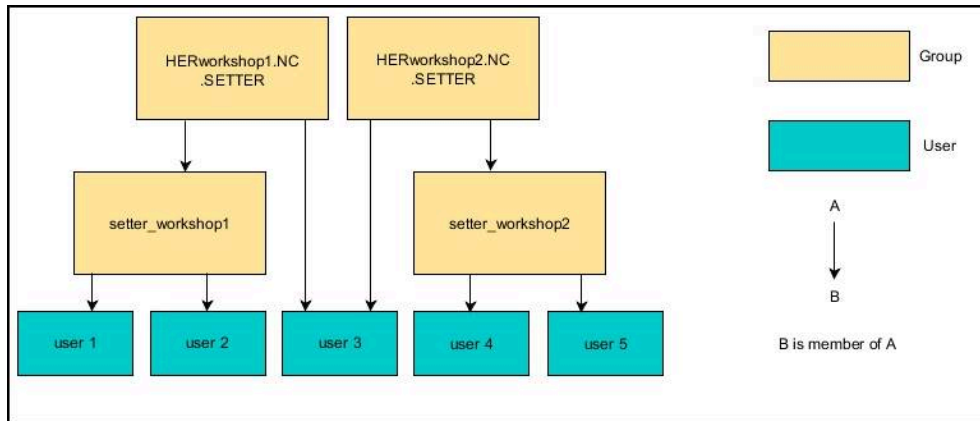 HERworkshop1.NC
.SETTER
HERworkshop2.NC
.SETTER
Group
User
setter_workshop1
setter_workshop2
A
B
user 1
user 2
user 3
user 4
user 5
B is member of A